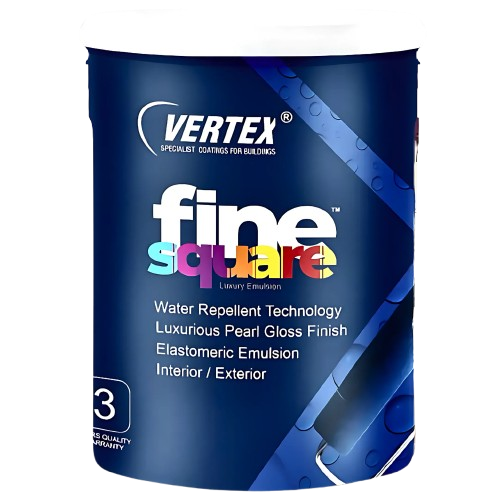 VERTEX®
SPECIALIST COATINGS FOR BUILDINGS
fine™
square
Luxury Emulsion
Water Repellent Technology
Luxurious Pearl Gloss Finish
Elastomeric Emulsion
Interior / Exterior
3
QUALITY